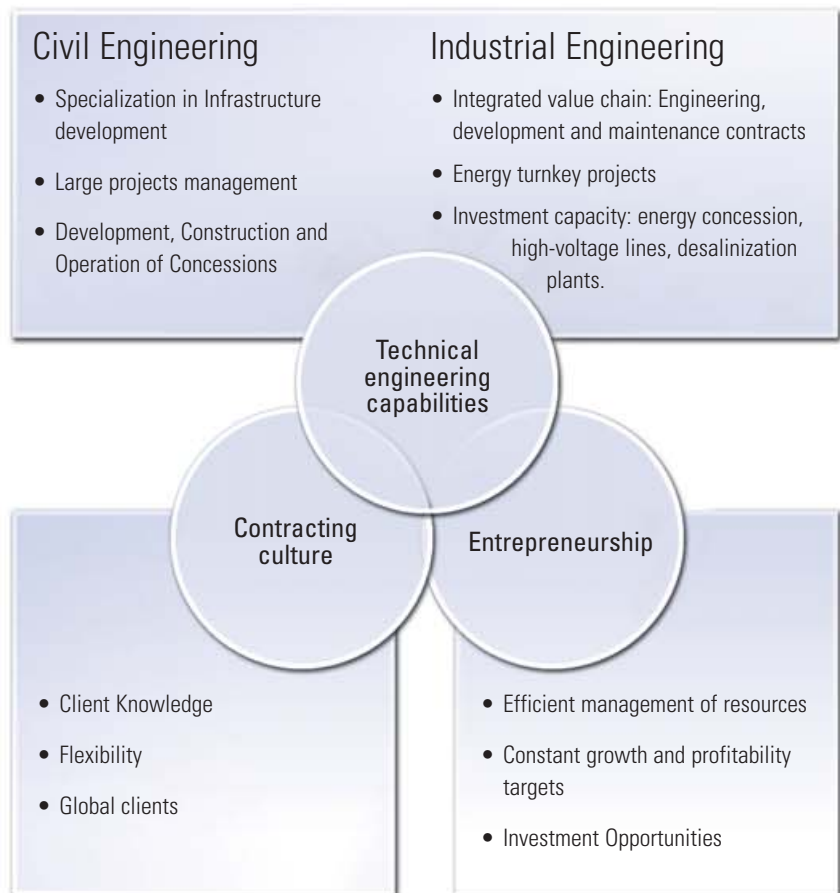 Civil Engineering
• Specialization in Infrastructure
development
• Large projects management
• Development, Construction and
Operation of Concessions
Industrial Engineering
• Integrated value chain: Engineering,
development and maintenance contracts
• Energy turnkey projects
• Investment capacity: energy concession,
high-voltage lines, desalinization
plants.
Technical
engineering
capabilities
Contracting
culture
Entrepreneurship
• Client Knowledge
• Flexibility
• Global clients
• Efficient management of resources
• Constant growth and profitability
targets
• Investment Opportunities